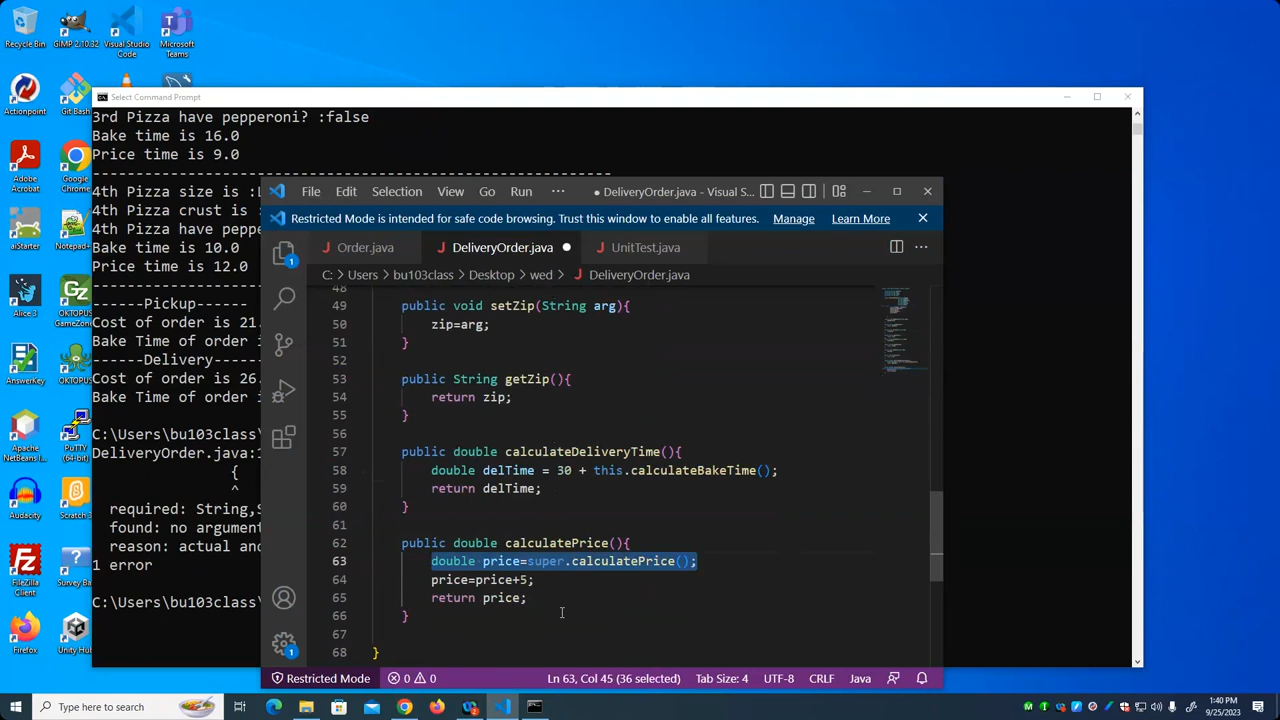 Recycle Bin
GIMP 2.10.32
Visual Studio Code
Microsoft Teams
Actionpoint
Git Bash
Adobe Acrobat
Google Chrome
aiStarter
Notepad+
Alice 3
OKTOPUS GameZon
AnswerKey
OKTOPUS
Apache NetBeans I...
PuTTY (64-bit)
Audacity
Scratch 3
FileZilla Client
Survey Ba
Firefox
Unity Hub
Select Command Prompt
3rd Pizza have pepperoni? :false
Bake time is 16.0
Price time is 9.0
---------------------------------------------------------
4th Pizza size is :L
4th Pizza crust is :
4th Pizza have peppe
Bake time is 10.0
Price time is 12.0
--------------------
------Pickup------
Cost of order is 21.
Bake Time of order i
------Delivery
Cost of order is 26.
Bake Time of order i
C:\Users\bu103class\
DeliveryOrder.java:1
{
^
required: String,S
found: no argument
reason: actual and
1 error
C:\Users\bu103class\
File Edit Selection View Go Run ··· ● DeliveryOrder.java - Visual S...
Restricted Mode is intended for safe code browsing. Trust this window to enable all features. Manage Learn More
J Order.java J DeliveryOrder.java ● J UnitTest.java ···
C: > Users > bu103class > Desktop > wed > J DeliveryOrder.java
48
49 public void setZip(String arg){
50 zip=arg;
51 }
52
53 public String getZip(){
54 return zip;
55 }
56
57 public double calculateDeliveryTime(){
58 double delTime = 30 + this.calculateBakeTime();
59 return delTime;
60 }
61
62 public double calculatePrice(){
63 double price=super.calculatePrice();
64 price=price+5;
65 return price;
66 }
67
68 }
1
1
Restricted Mode 0 0 Ln 63, Col 45 (36 selected) Tab Size: 4 UTF-8 CRLF Java
Type here to search
1:40 PM
9/25/2023